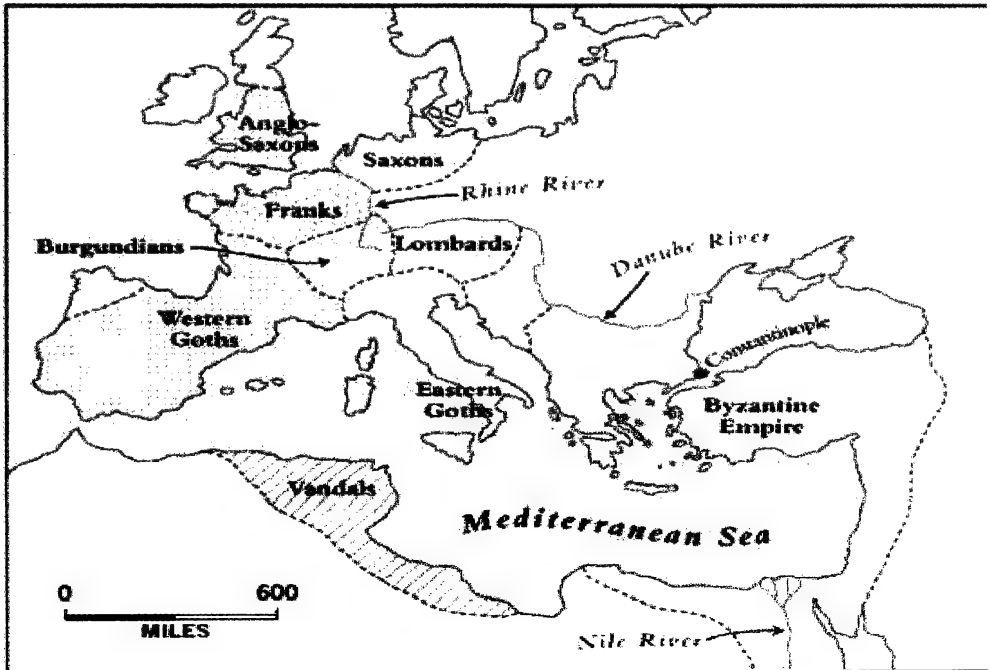 Anglo-
Saxons
Saxons
Rhine River
Franks
Burgundians
Lombards
Danube River
Western
Goths
Constantinople
Eastern
Goths
Byzantine
Empire
Vandals
Mediterranean Sea
0 600
MILES
Nile River